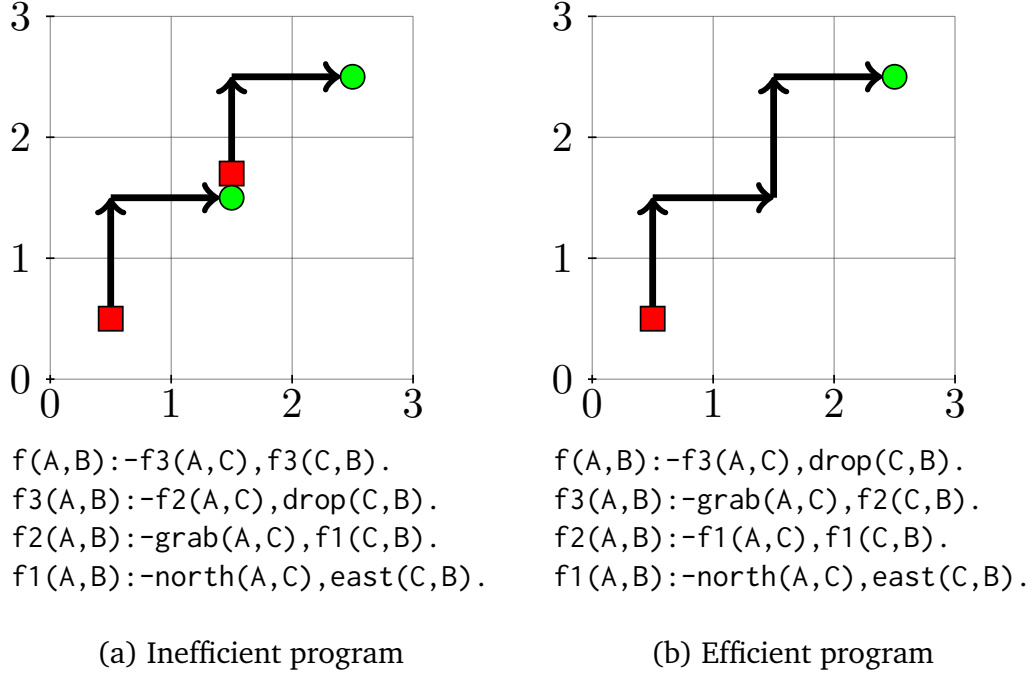 3
2
1
0
0 1 2 3
f(A,B):-f3(A,C),f3(C,B).
f3(A,B):-f2(A,C),drop(C,B).
f2(A,B):-grab(A,C),f1(C,B).
f1(A,B):-north(A,C),east(C,B).
(a) Inefficient program
3
2
1
0
0 1 2 3
f(A,B):-f3(A,C),drop(C,B).
f3(A,B):-grab(A,C),f2(C,B).
f2(A,B):-f1(A,C),f1(C,B).
f1(A,B):-north(A,C),east(C,B).
(b) Efficient program